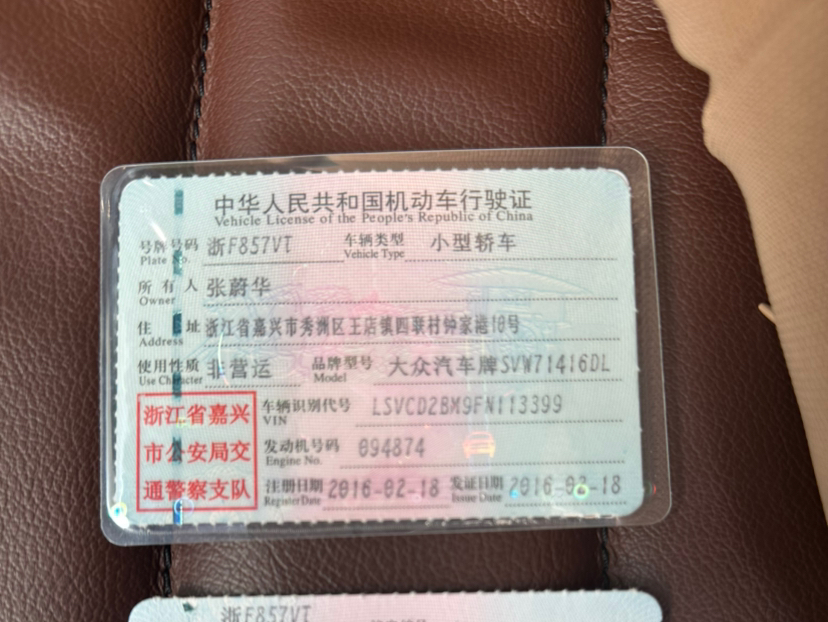 中华人民共和国机动车行驶证
Vehicle License of the People's Republic of China
号牌号码 浙F857VT 车辆类型 小型轿车
Plate No. Vehicle Type
所有人 张蔚华
Owner
住址 浙江省嘉兴市秀洲区王店镇四联村钟家港18号
Address
使用性质 非营运 品牌型号 大众汽车牌SVW71416DL
Use Character Model
浙江省嘉兴
市公安局交
通警察支队
车辆识别代号 LSVCD2BM9FN113399
VIN
发动机号码 094874
Engine No.
注册日期 2016-02-18 发证日期 2016-02-18
Register Date Issue Date
浙F857VT